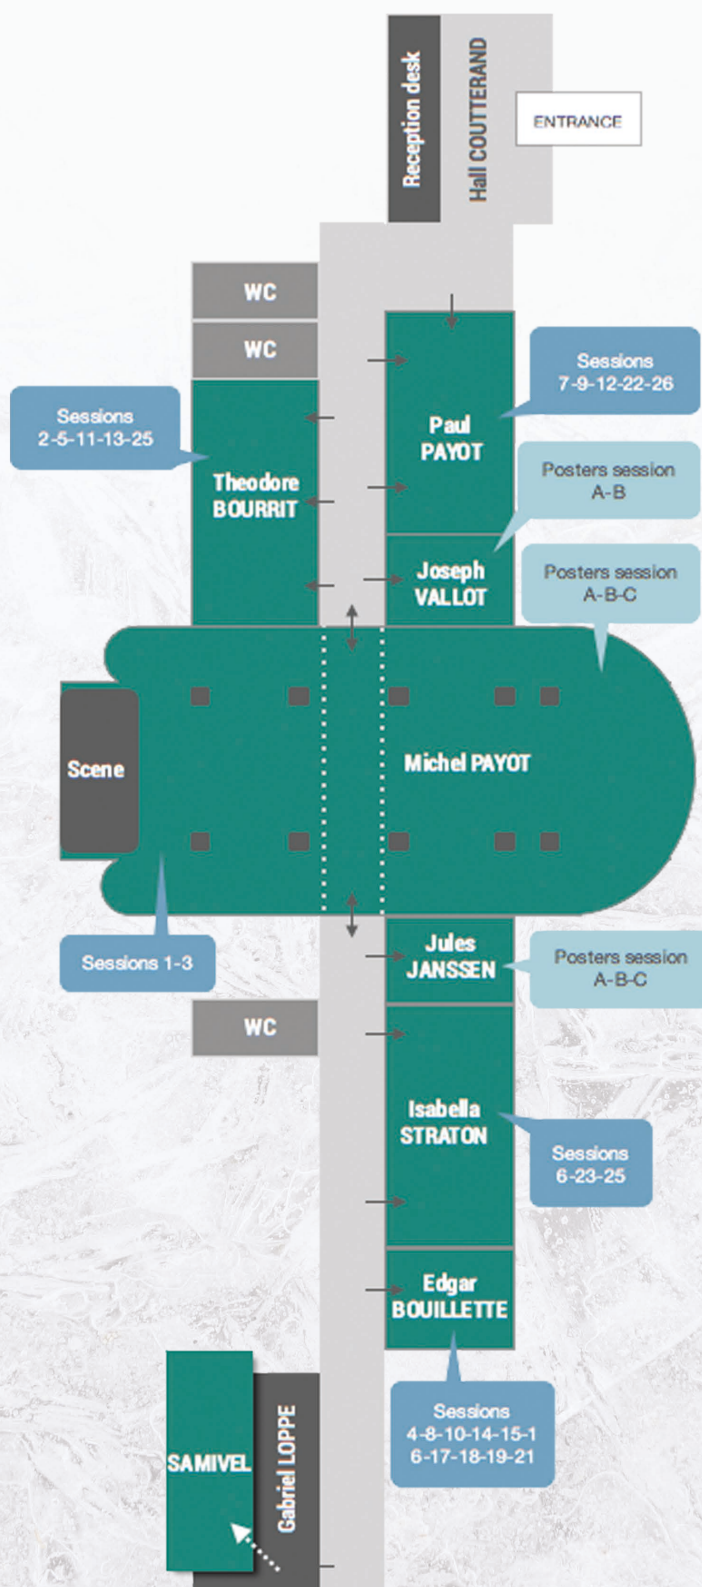 Reception desk
Hall COUTTERAND
ENTRANCE
WC
WC
Sessions
7-9-12-22-26
Sessions
2-5-11-13-25
Paul
PAYOT
Theodore
BOURRIT
Posters session
A-B
Joseph
VALLOT
Posters session
A-B-C
Scene
Michel PAYOT
Sessions 1-3
Jules
JANSSEN
Posters session
A-B-C
WC
Isabella
STRATON
Sessions
6-23-25
Edgar
BOUILLETTE
Sessions
4-8-10-14-15-1
6-17-18-19-21
SAMIVEL
Gabriel LOPPE